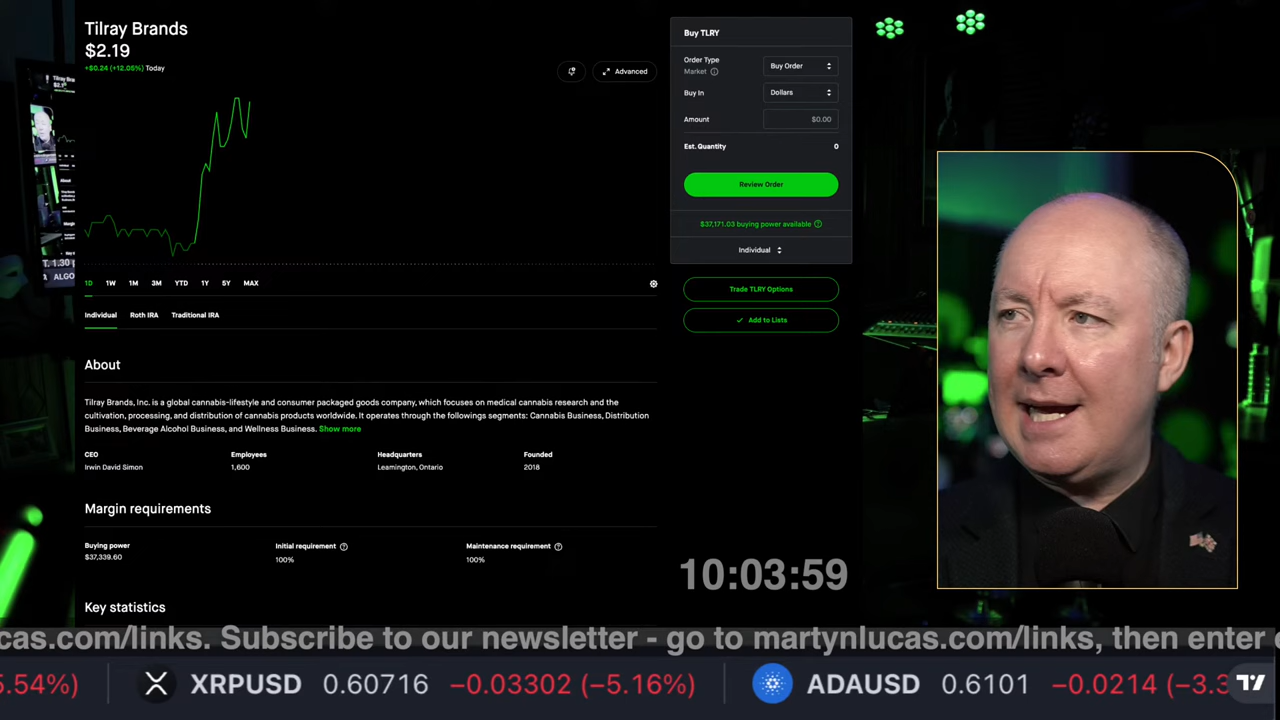 Tilray Brands
$2.19
+$0.24 (+12.05%) Today
Advanced
1D 1W 1M 3M YTD 1Y 5Y MAX
Individual Roth IRA Traditional IRA
About
Tilray Brands, Inc. is a global cannabis-lifestyle and consumer packaged goods company, which focuses on medical cannabis research and the
cultivation, processing, and distribution of cannabis products worldwide. It operates through the followings segments: Cannabis Business, Distribution
Business, Beverage Alcohol Business, and Wellness Business. Show more
CEO Employees Headquarters Founded
Irwin David Simon 1,600 Leamington, Ontario 2018
Margin requirements
Buying power Initial requirement Maintenance requirement
$37,339.60 100% 100%
Key statistics
Buy TLRY
Order Type Buy Order
Market
Buy In Dollars
Amount $0.00
Est. Quantity 0
Review Order
$37,171.03 buying power available
Individual
Trade TLRY Options
Add to Lists
10:03:59
cas.com/links. Subscribe to our newsletter - go to martynlucas.com/links, then enter
5.54%) XRPUSD 0.60716 −0.03302 (−5.16%) ADAUSD 0.6101 −0.0214 (−3.3